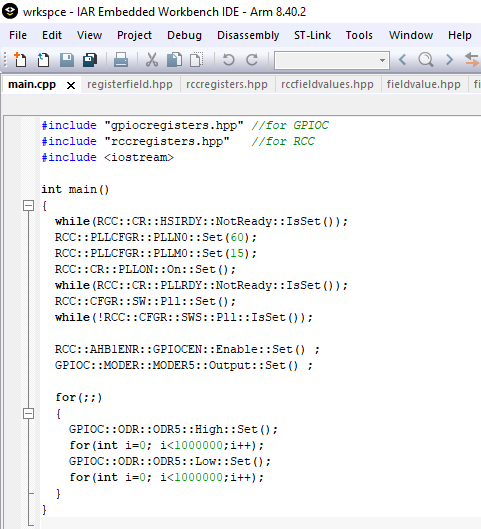 wrkspce - IAR Embedded Workbench IDE - Arm 8.40.2
File Edit View Project Debug Disassembly ST-Link Tools Window Help
main.cpp x registerfield.hpp rccregisters.hpp rccfieldvalues.hpp fieldvalue.hpp fi
#include "gpiocregisters.hpp" //for GPIOC
#include "rccregisters.hpp"   //for RCC
#include <iostream>
int main()
{
  while(RCC::CR::HSIRDY::NotReady::IsSet());
  RCC::PLLCFGR::PLLN0::Set(60);
  RCC::PLLCFGR::PLLM0::Set(15);
  RCC::CR::PLLON::On::Set();
  while(RCC::CR::PLLRDY::NotReady::IsSet());
  RCC::CFGR::SW::Pll::Set();
  while(!RCC::CFGR::SWS::Pll::IsSet());
  RCC::AHB1ENR::GPIOCEN::Enable::Set() ;
  GPIOC::MODER::MODER5::Output::Set() ;
  for(;;)
  {
    GPIOC::ODR::ODR5::High::Set();
    for(int i=0; i<1000000;i++);
    GPIOC::ODR::ODR5::Low::Set();
    for(int i=0; i<1000000;i++);
  }
}